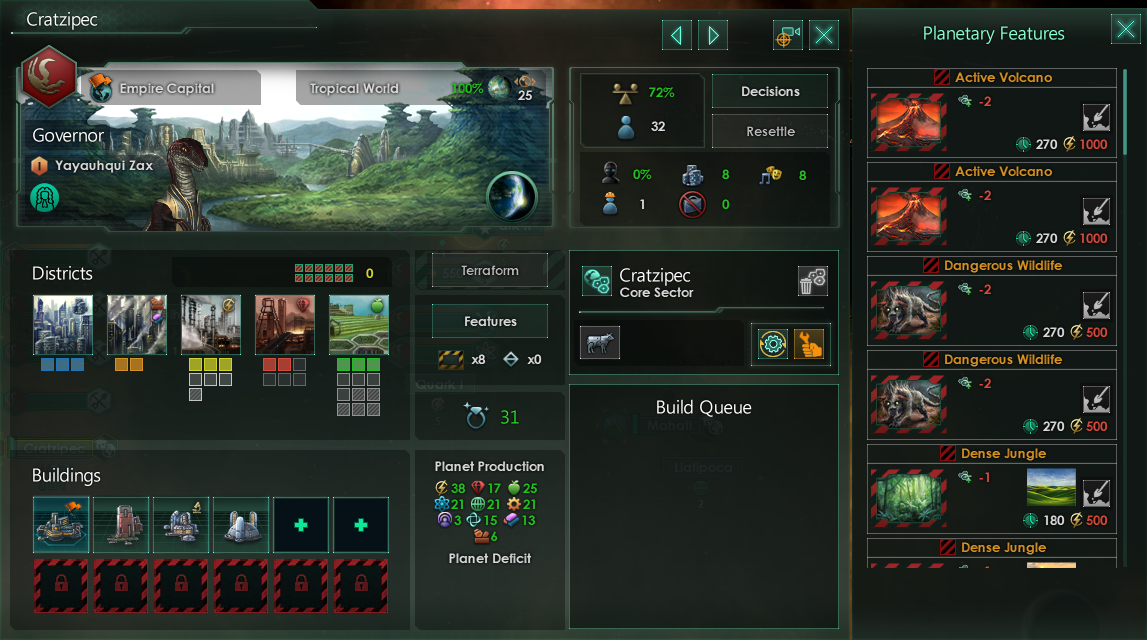 Cratzipec
Planetary Features
Empire Capital
Tropical World
100%
25
Governor
Yayauhqui Zax
72%
32
Decisions
Resettle
0%
8
8
1
0
Active Volcano
-2
270 1000
Active Volcano
-2
270 1000
Dangerous Wildlife
-2
270 500
Dangerous Wildlife
-2
270 500
Dense Jungle
-1
180 500
Dense Jungle
Districts
0
Terraform
Features
x8 x0
31
Cratzipec
Core Sector
Build Queue
Buildings
Planet Production
38 17 25
21 21 21
3 15 13
6
Planet Deficit